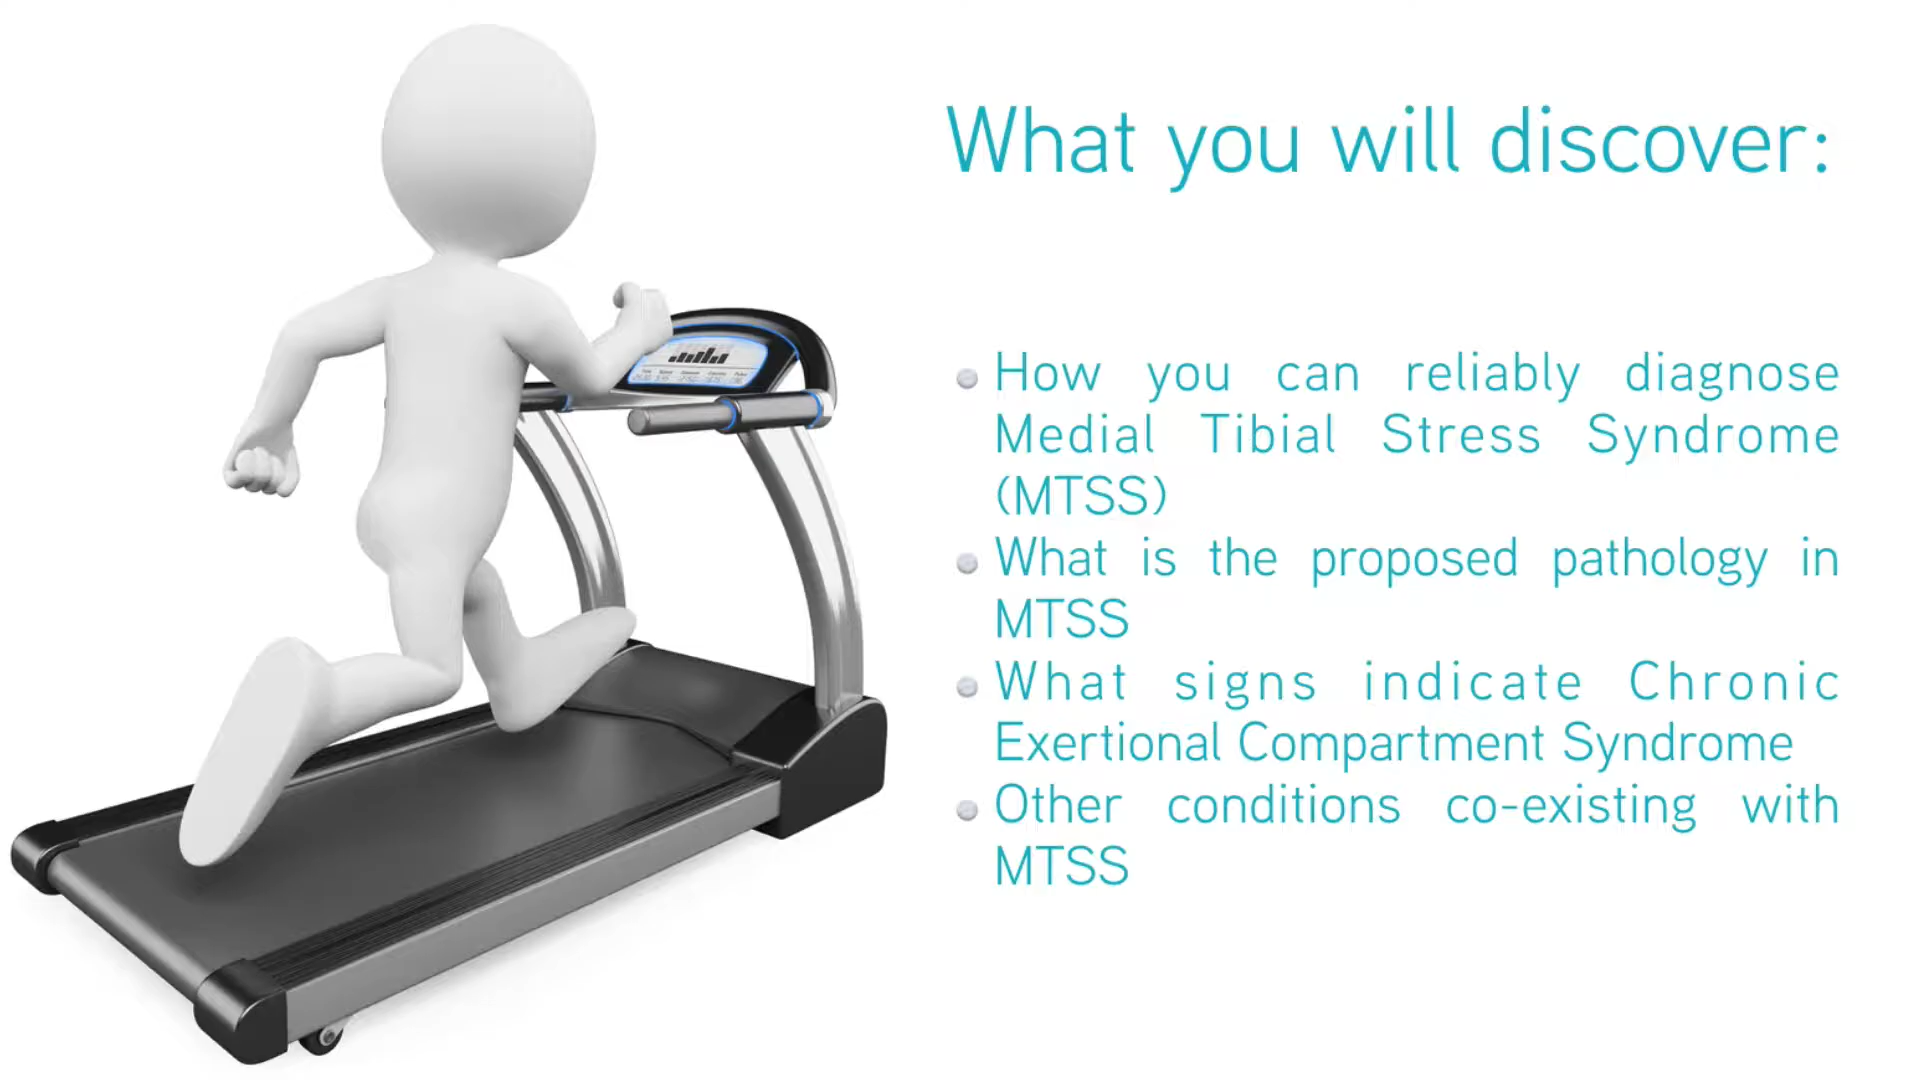 What you will discover:
How you can reliably diagnose
Medial Tibial Stress Syndrome
(MTSS)
What is the proposed pathology in
MTSS
What signs indicate Chronic
Exertional Compartment Syndrome
Other conditions co-existing with
MTSS